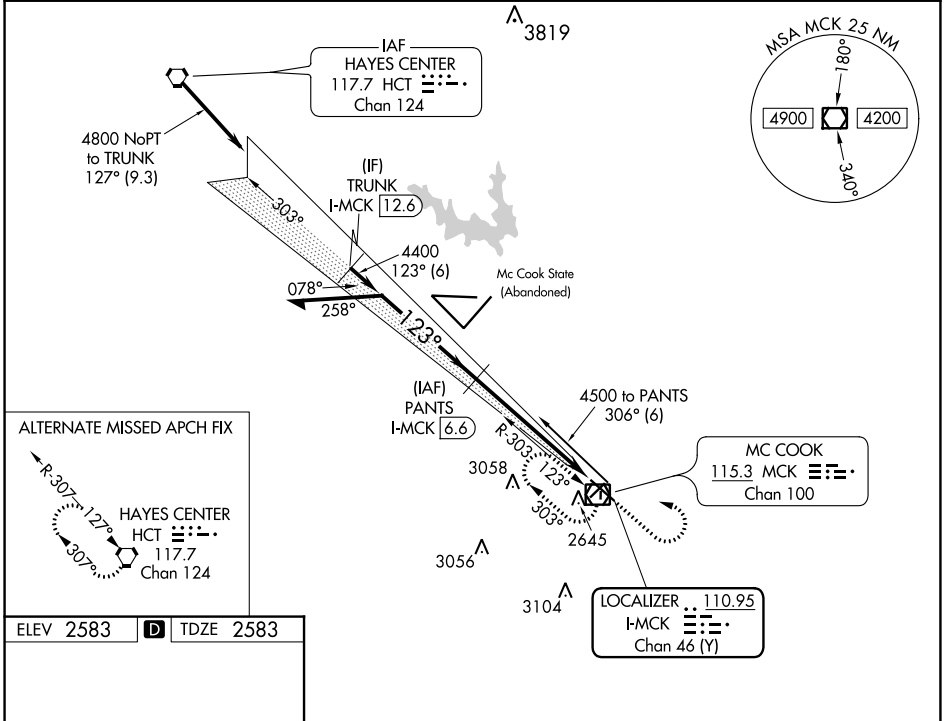 3819
IAF
HAYES CENTER
117.7 HCT
Chan 124
MSA MCK 25 NM
180°
4900
4200
340°
4800 NoPT
to TRUNK
127° (9.3)
(IF)
TRUNK
I-MCK 12.6
303°
4400
123° (6)
Mc Cook State
(Abandoned)
078°
258°
123°
(IAF)
PANTS
I-MCK 6.6
4500 to PANTS
306° (6)
R-303
123°
303°
3058
MC COOK
115.3 MCK
Chan 100
2645
3056
3104
LOCALIZER 110.95
I-MCK
Chan 46 (Y)
ALTERNATE MISSED APCH FIX
R-307
127°
307°
HAYES CENTER
HCT
117.7
Chan 124
ELEV 2583 D TDZE 2583